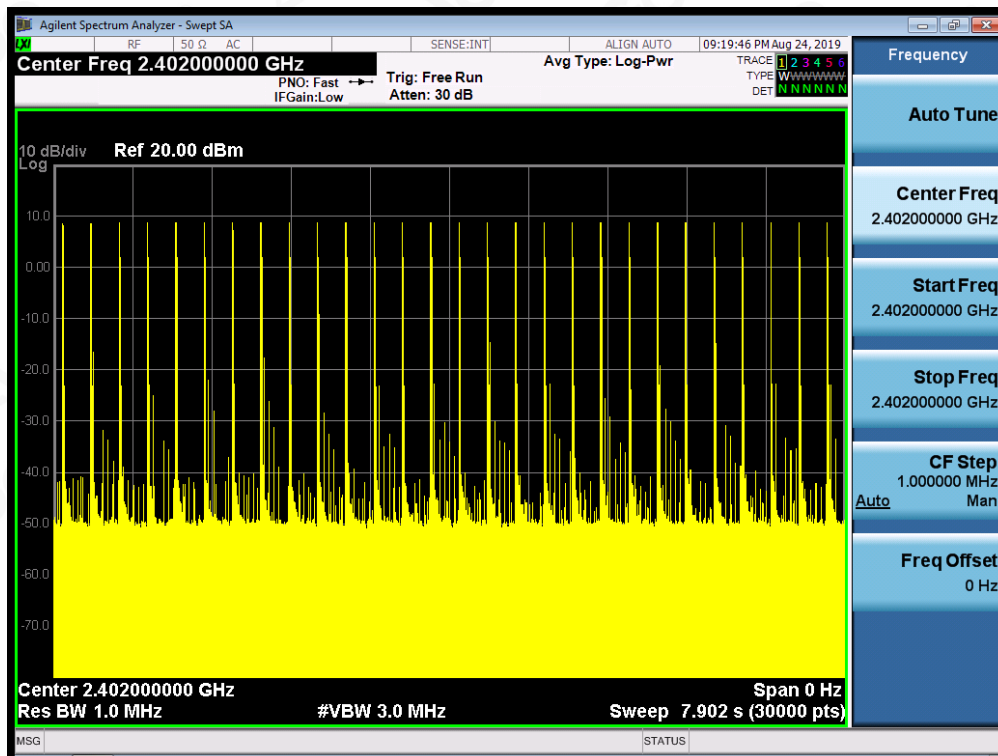 Agilent Spectrum Analyzer - Swept SA
LXI RF 50 Ω AC SENSE:INT ALIGN AUTO 09:19:46 PM Aug 24, 2019
Center Freq 2.402000000 GHz
PNO: Fast
IFGain:Low
Trig: Free Run
Atten: 30 dB
Avg Type: Log-Pwr
TRACE 1 2 3 4 5 6
TYPE W
DET N N N N N N
10 dB/div Ref 20.00 dBm
Log
10.0
0.00
-10.0
-20.0
-30.0
-40.0
-50.0
-60.0
-70.0
Center 2.402000000 GHz Span 0 Hz
Res BW 1.0 MHz #VBW 3.0 MHz Sweep 7.902 s (30000 pts)
MSG STATUS
Frequency
Auto Tune
Center Freq
2.402000000 GHz
Start Freq
2.402000000 GHz
Stop Freq
2.402000000 GHz
CF Step
1.000000 MHz
Auto Man
Freq Offset
0 Hz